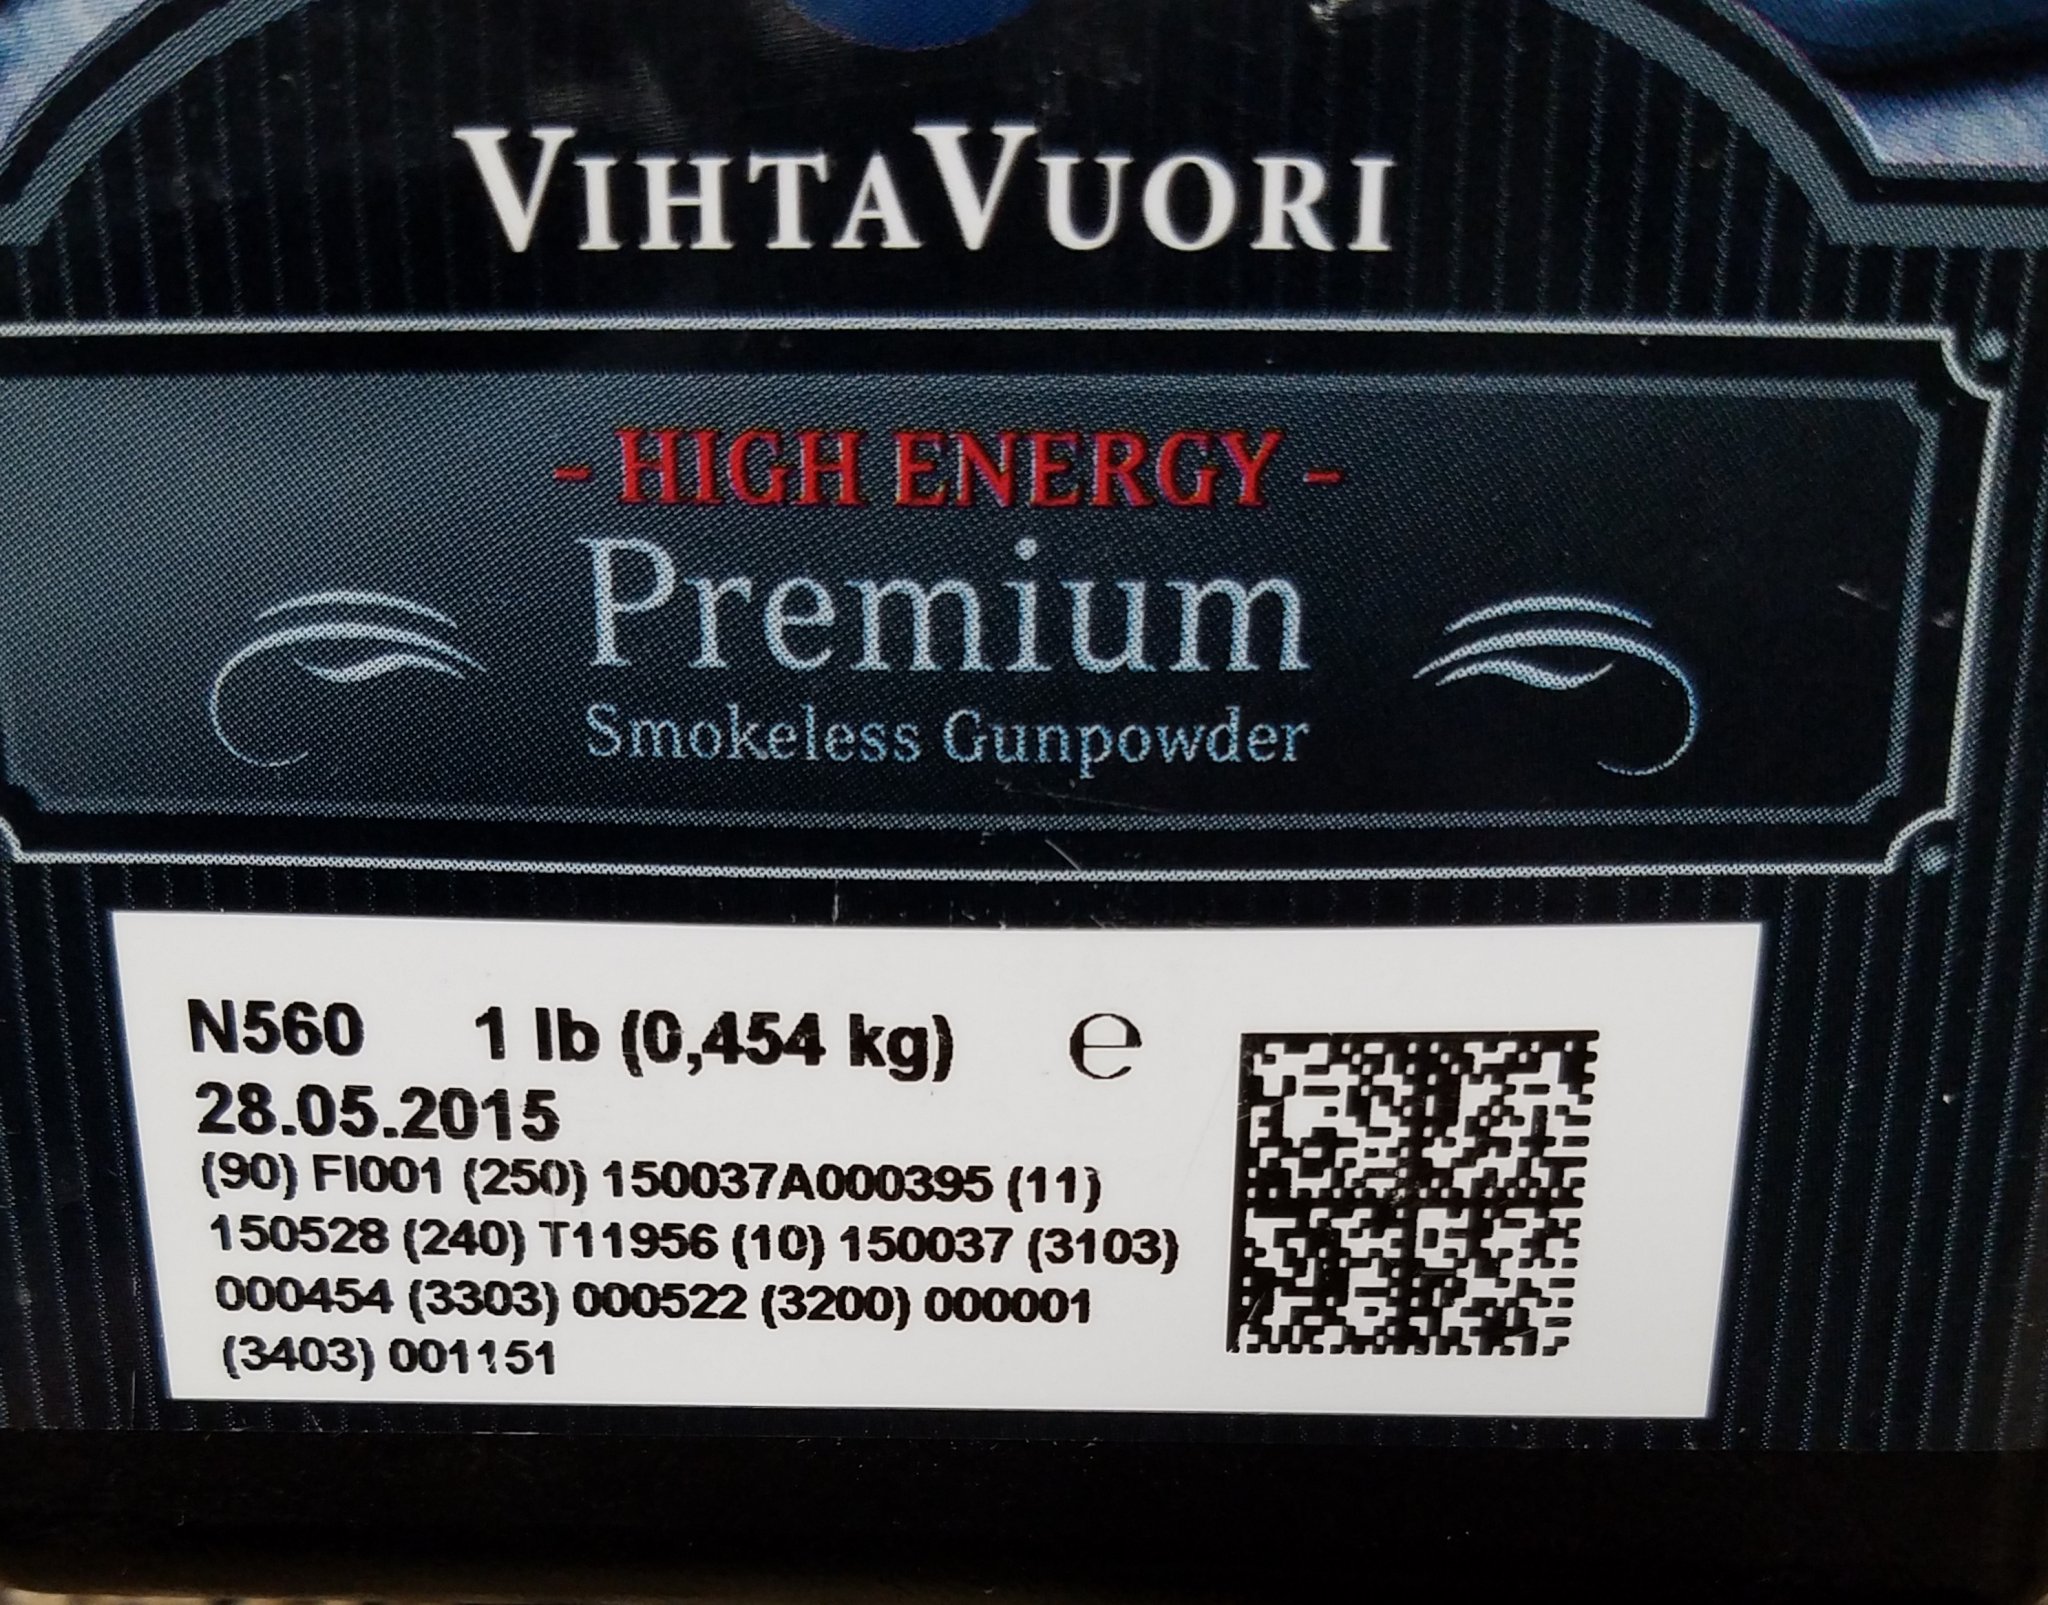 VIHTAVUORI
- HIGH ENERGY -
Premium
Smokeless Gunpowder
N560 1 lb (0,454 kg) ℮
28.05.2015
(90) FI001 (250) 150037A000395 (11)
150528 (240) T11956 (10) 150037 (3103)
000454 (3303) 000522 (3200) 000001
(3403) 001151